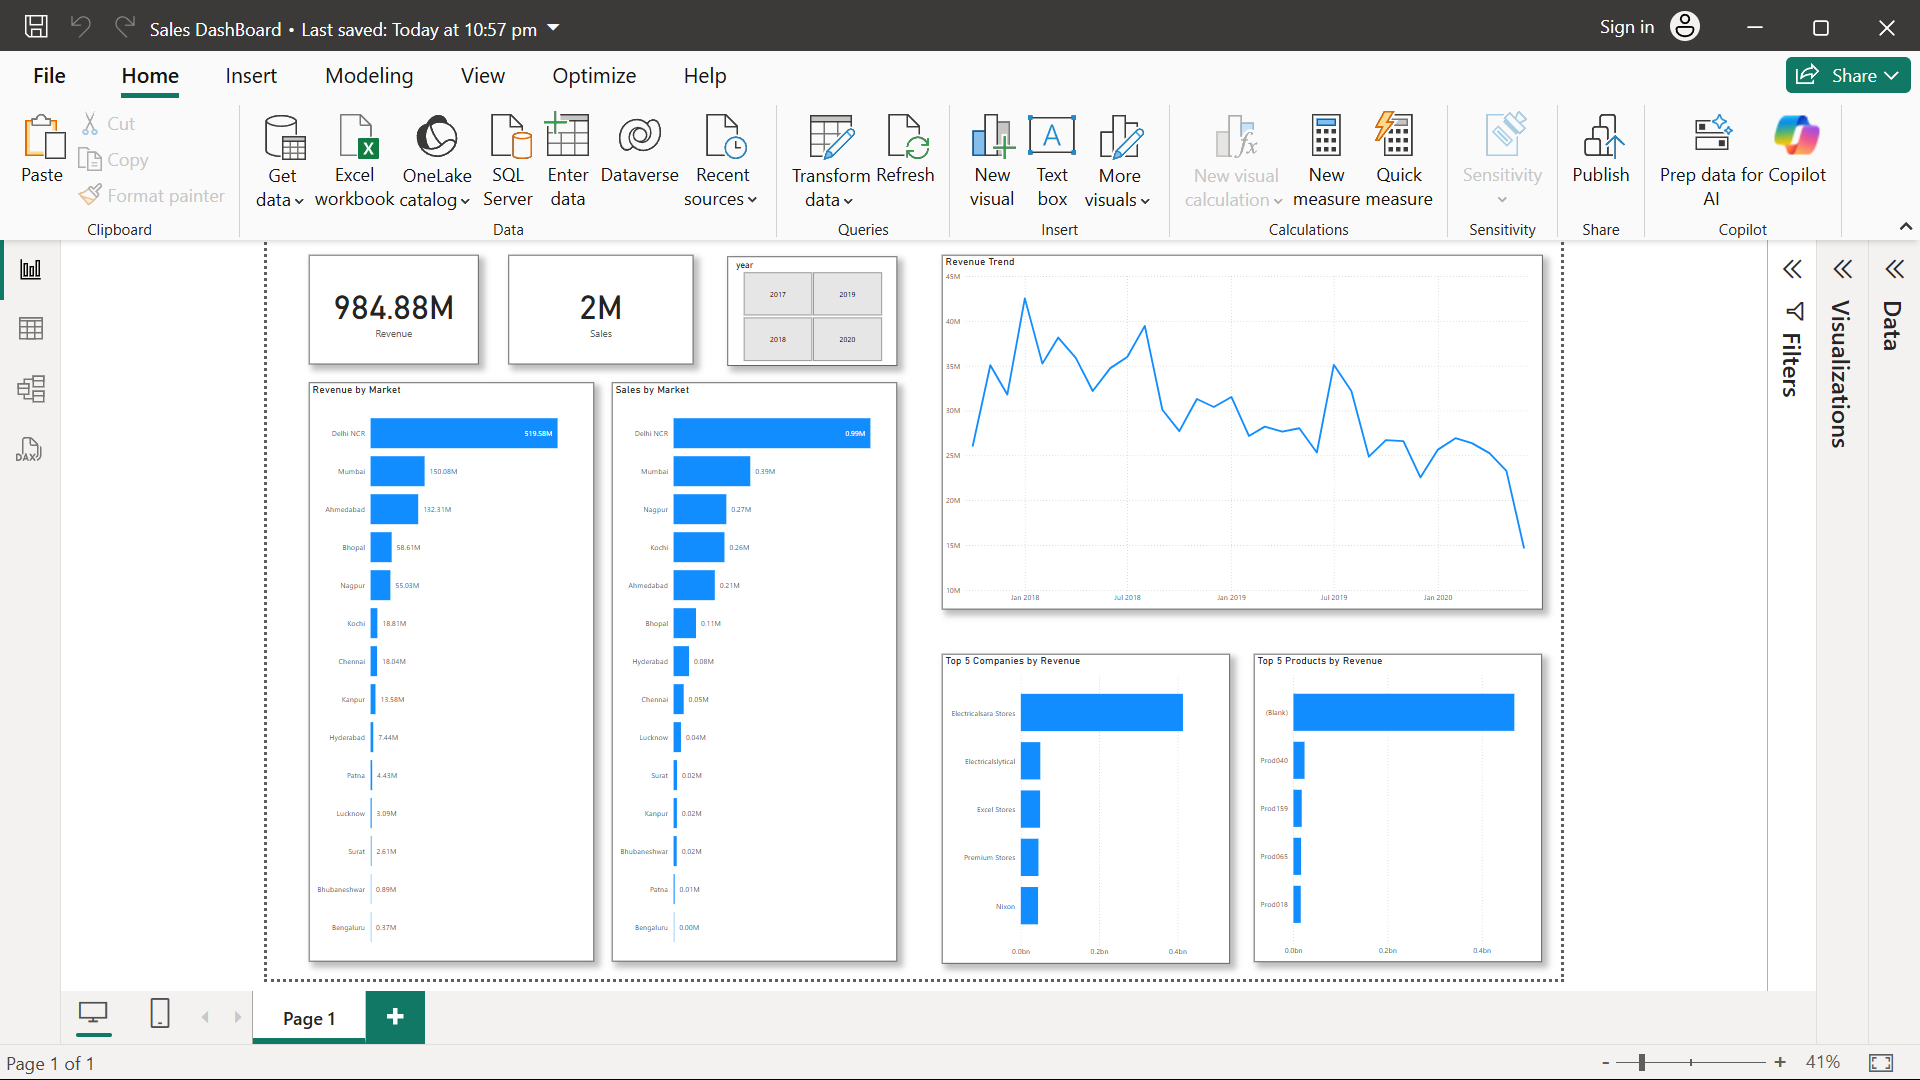 Sales DashBoard • Last saved: Today at 10:57 pm
Sign in
File
Home
Insert
Modeling
View
Optimize
Help
Share
Paste
Cut
Copy
Format painter
Clipboard
Get data
Excel workbook
OneLake catalog
SQL Server
Enter data
Dataverse
Recent sources
Data
Transform data
Refresh
Queries
New visual
Text box
More visuals
Insert
New visual calculation
New measure
Quick measure
Calculations
Sensitivity
Sensitivity
Publish
Share
Prep data for AI
Copilot
Copilot
DAX
984.88M
Revenue
2M
Sales
year
2017
2019
2018
2020
Revenue by Market
Delhi NCR 519.58M
Mumbai 150.08M
Ahmedabad 132.31M
Bhopal 58.61M
Nagpur 55.03M
Kochi 18.81M
Chennai 18.04M
Kanpur 13.58M
Hyderabad 7.44M
Patna 4.43M
Lucknow 3.09M
Surat 2.61M
Bhubaneshwar 0.89M
Bengaluru 0.37M
Sales by Market
Delhi NCR 0.99M
Mumbai 0.39M
Nagpur 0.27M
Kochi 0.26M
Ahmedabad 0.21M
Bhopal 0.11M
Hyderabad 0.08M
Chennai 0.05M
Lucknow 0.04M
Surat 0.02M
Kanpur 0.02M
Bhubaneshwar 0.02M
Patna 0.01M
Bengaluru 0.00M
Revenue Trend
45M
40M
35M
30M
25M
20M
15M
10M
Jan 2018
Jul 2018
Jan 2019
Jul 2019
Jan 2020
Top 5 Companies by Revenue
Electricalsara Stores
Electricalslytical
Excel Stores
Premium Stores
Nixon
0.0bn
0.2bn
0.4bn
Top 5 Products by Revenue
(Blank)
Prod040
Prod159
Prod065
Prod018
0.0bn
0.2bn
0.4bn
Filters
Visualizations
Data
Page 1
Page 1 of 1
41%